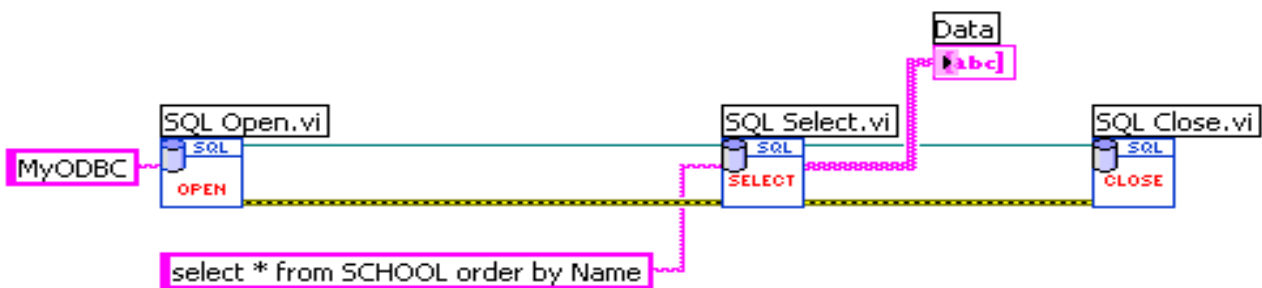 Data
[abc]
SQL Open.vi
SQL Select.vi
SQL Close.vi
SQL
SQL
SQL
MyODBC
OPEN
SELECT
CLOSE
select * from SCHOOL order by Name